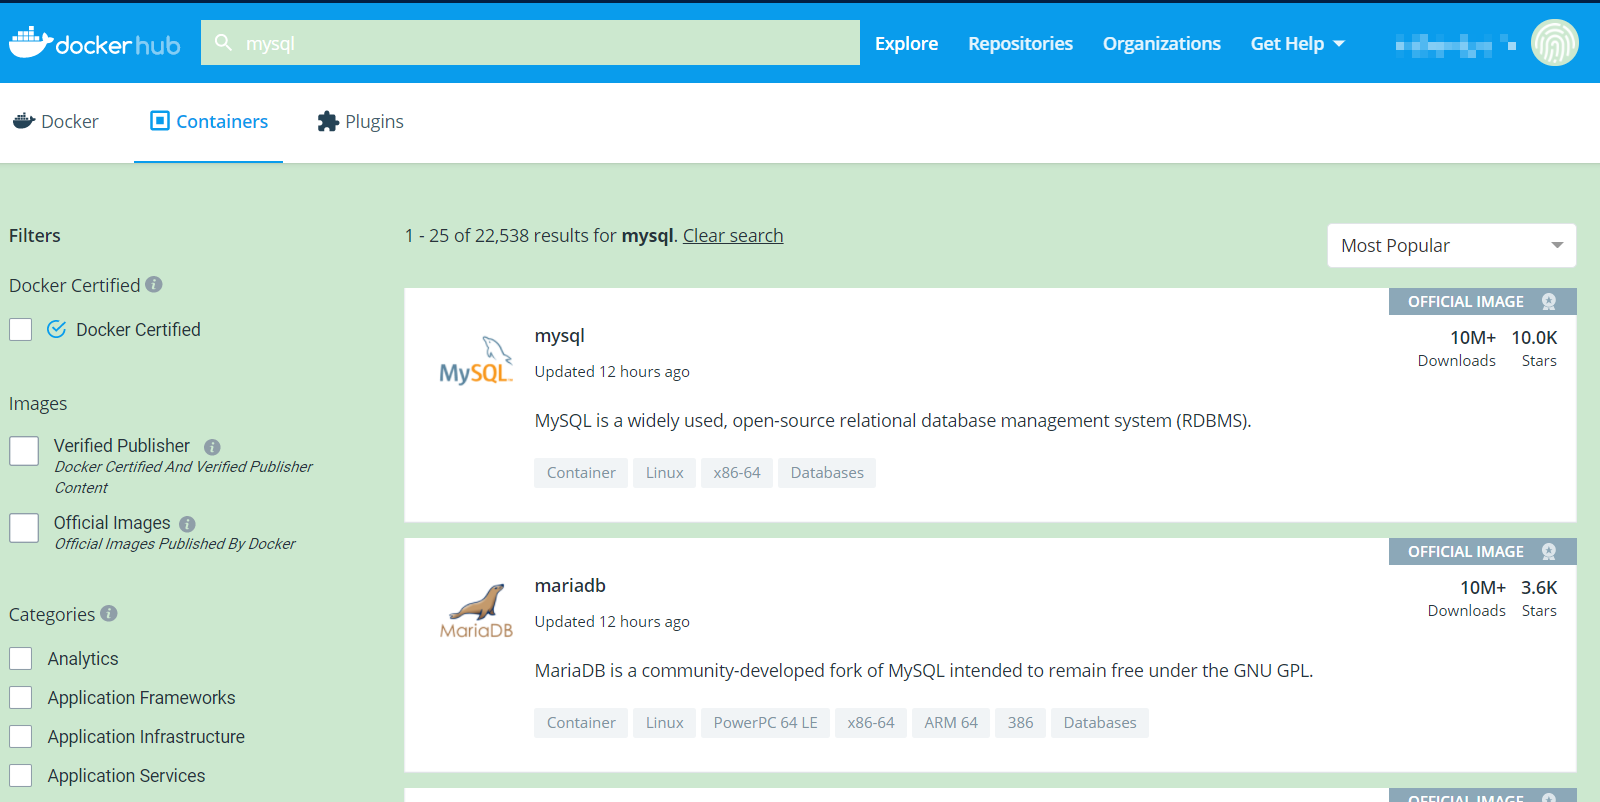 docker hub
mysql
Explore
Repositories
Organizations
Get Help
Docker
Containers
Plugins
Filters
Docker Certified
Docker Certified
Images
Verified Publisher
Docker Certified And Verified Publisher
Content
Official Images
Official Images Published By Docker
Categories
Analytics
Application Frameworks
Application Infrastructure
Application Services
1 - 25 of 22,538 results for mysql. Clear search
Most Popular
OFFICIAL IMAGE
MySQL
mysql
Updated 12 hours ago
10M+ 10.0K
Downloads Stars
MySQL is a widely used, open-source relational database management system (RDBMS).
Container Linux x86-64 Databases
OFFICIAL IMAGE
MariaDB
mariadb
Updated 12 hours ago
10M+ 3.6K
Downloads Stars
MariaDB is a community-developed fork of MySQL intended to remain free under the GNU GPL.
Container Linux PowerPC 64 LE x86-64 ARM 64 386 Databases
OFFICIAL IMAGE